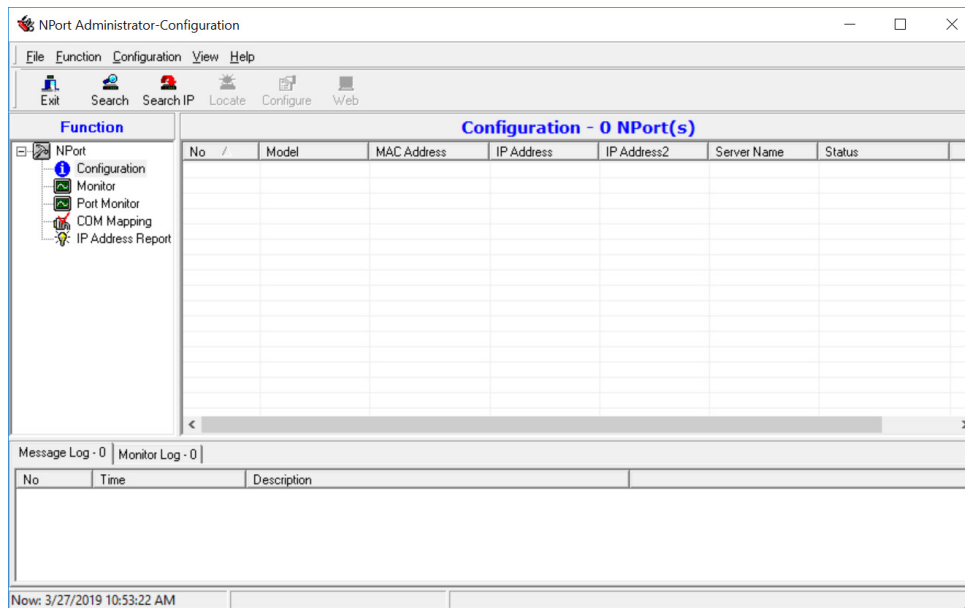 NPort Administrator-Configuration
File Function Configuration View Help
Exit Search Search IP Locate Configure Web
Function
Configuration - 0 NPort(s)
NPort
Configuration
Monitor
Port Monitor
COM Mapping
IP Address Report
No / Model MAC Address IP Address IP Address2 Server Name Status
Message Log - 0 Monitor Log - 0
No Time Description
Now: 3/27/2019 10:53:22 AM